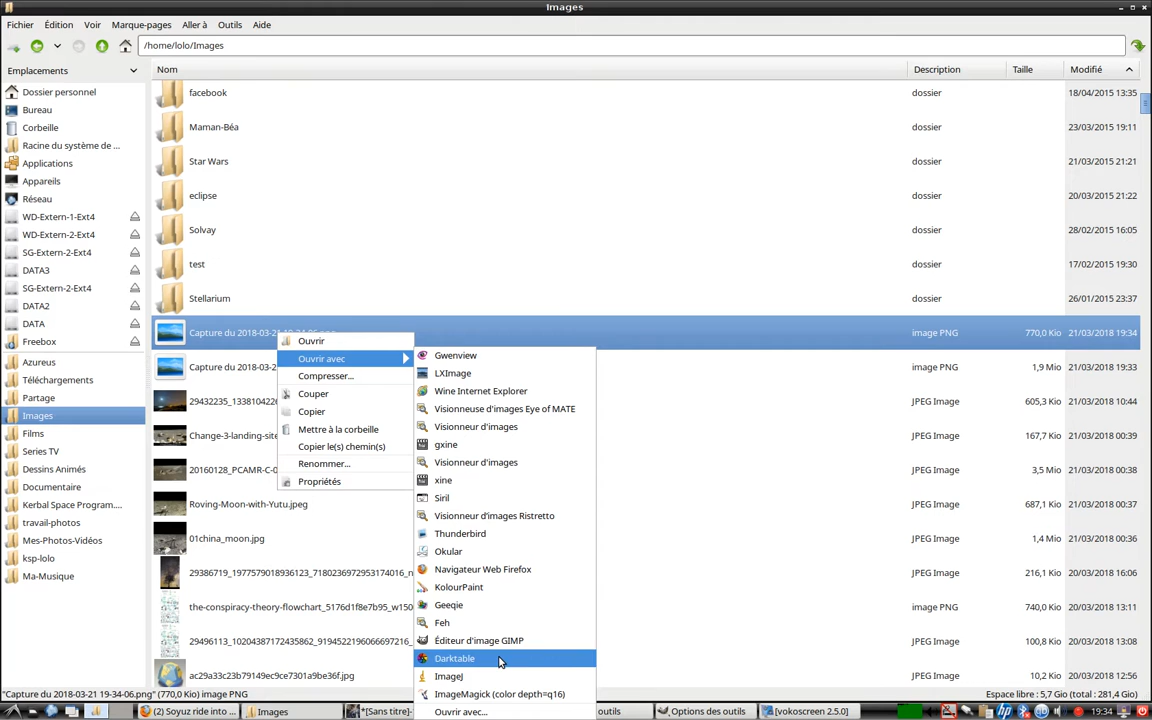 Images
Fichier Édition Voir Marque-pages Aller à Outils Aide
/home/lolo/Images
Emplacements
Dossier personnel
Bureau
Corbeille
Racine du système de ...
Applications
Appareils
Réseau
WD-Extern-1-Ext4
WD-Extern-2-Ext4
SG-Extern-2-Ext4
DATA3
SG-Extern-2-Ext4
DATA2
DATA
Freebox
Azureus
Téléchargements
Partage
Images
Films
Series TV
Dessins Animés
Documentaire
Kerbal Space Program....
travail-photos
Mes-Photos-Vidéos
ksp-lolo
Ma-Musique
Nom Description Taille Modifié
facebook dossier 18/04/2015 13:35
Maman-Béa dossier 23/03/2015 19:11
Star Wars dossier 21/03/2015 21:21
eclipse dossier 20/03/2015 21:22
Solvay dossier 28/02/2015 16:05
test dossier 17/02/2015 19:30
Stellarium dossier 26/01/2015 23:37
Capture du 2018-03-21 19-34-06.png image PNG 770,0 Kio 21/03/2018 19:34
Capture du 2018-03-2 image PNG 1,9 Mio 21/03/2018 19:33
29432235_1338104226 JPEG Image 605,3 Kio 21/03/2018 10:44
Change-3-landing-site JPEG Image 167,7 Kio 21/03/2018 00:39
20160128_PCAMR-C-0 JPEG Image 3,5 Mio 21/03/2018 00:38
Roving-Moon-with-Yutu.jpg JPEG Image 687,1 Kio 21/03/2018 00:37
01china_moon.jpg JPEG Image 1,4 Mio 21/03/2018 00:36
29386719_1977579018936123_7180236972953174016_n JPEG Image 216,1 Kio 20/03/2018 16:06
the-conspiracy-theory-flowchart_5176d1f8e7b95_w150 image PNG 740,0 Kio 20/03/2018 13:11
29496113_10204387172435862_9194522196066697216_ JPEG Image 100,8 Kio 20/03/2018 13:08
ac29a33c23b79149ec9ce7301a9be36f.jpg JPEG Image 10,2 Kio 20/03/2018 13:04
Ouvrir
Ouvrir avec
Compresser...
Couper
Copier
Mettre à la corbeille
Copier le(s) chemin(s)
Renommer...
Propriétés
Gwenview
LXImage
Wine Internet Explorer
Visionneuse d'images Eye of MATE
Visionneur d'images
gxine
Visionneur d'images
xine
Siril
Visionneur d'images Ristretto
Thunderbird
Okular
Navigateur Web Firefox
KolourPaint
Geeqie
Feh
Éditeur d'image GIMP
Darktable
ImageJ
ImageMagick (color depth=q16)
Ouvrir avec...
"Capture du 2018-03-21 19-34-06.png" (770,0 Kio) image PNG Espace libre : 5,7 Gio (total : 281,4 Gio)
(2) Soyuz ride into ... Images *[Sans titre]- outils Options des outils [vokoscreen 2.5.0] hp 19:34